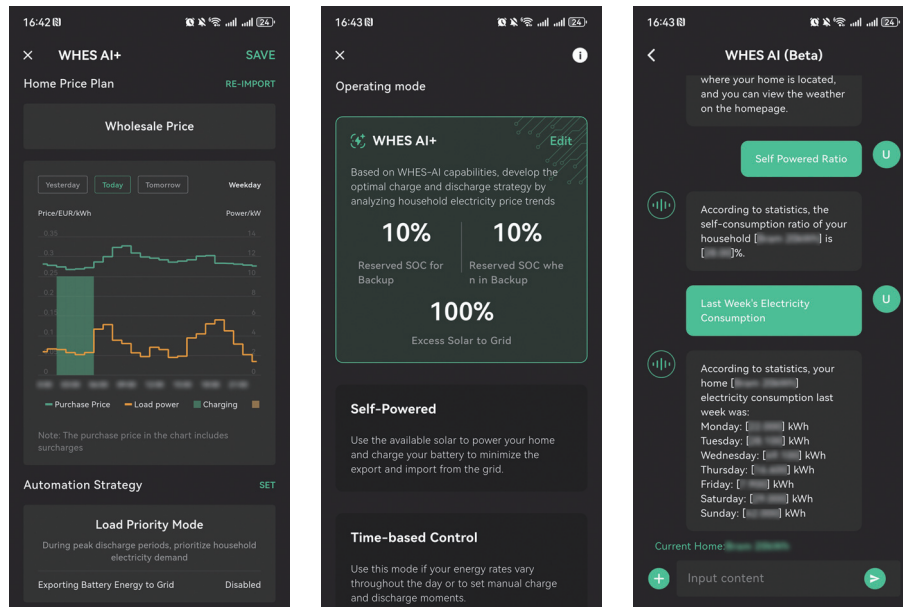 16:42
24
WHES AI+
SAVE
Home Price Plan
RE-IMPORT
Wholesale Price
Yesterday
Today
Tomorrow
Weekday
Price/EUR/kWh
Power/kW
0.35
14
0.3
12
0.25
10
0.2
8
0.15
6
0.1
4
2
0
0
Purchase Price
Load power
Charging
Note: The purchase price in the chart includes
surcharges
Automation Strategy
SET
Load Priority Mode
During peak discharge periods, prioritize household
electricity demand
Exporting Battery Energy to Grid
Disabled
16:43
24
Operating mode
WHES AI+
Edit
Based on WHES-AI capabilities, develop the
optimal charge and discharge strategy by
analyzing household electricity price trends
10%
10%
Reserved SOC for
Backup
Reserved SOC whe
n in Backup
100%
Excess Solar to Grid
Self-Powered
Use the available solar to power your home
and charge your battery to minimize the
export and import from the grid.
Time-based Control
Use this mode if your energy rates vary
throughout the day or to set manual charge
and discharge moments.
16:43
24
WHES AI (Beta)
where your home is located,
and you can view the weather
on the homepage.
Self Powered Ratio
U
According to statistics, the
self-consumption ratio of your
household [ ] is
[ ]%.
Last Week's Electricity
Consumption
U
According to statistics, your
home [ ]
electricity consumption last
week was:
Monday: [ ] kWh
Tuesday: [ ] kWh
Wednesday: [ ] kWh
Thursday: [ ] kWh
Friday: [ ] kWh
Saturday: [ ] kWh
Sunday: [ ] kWh
Current Home:
Input content